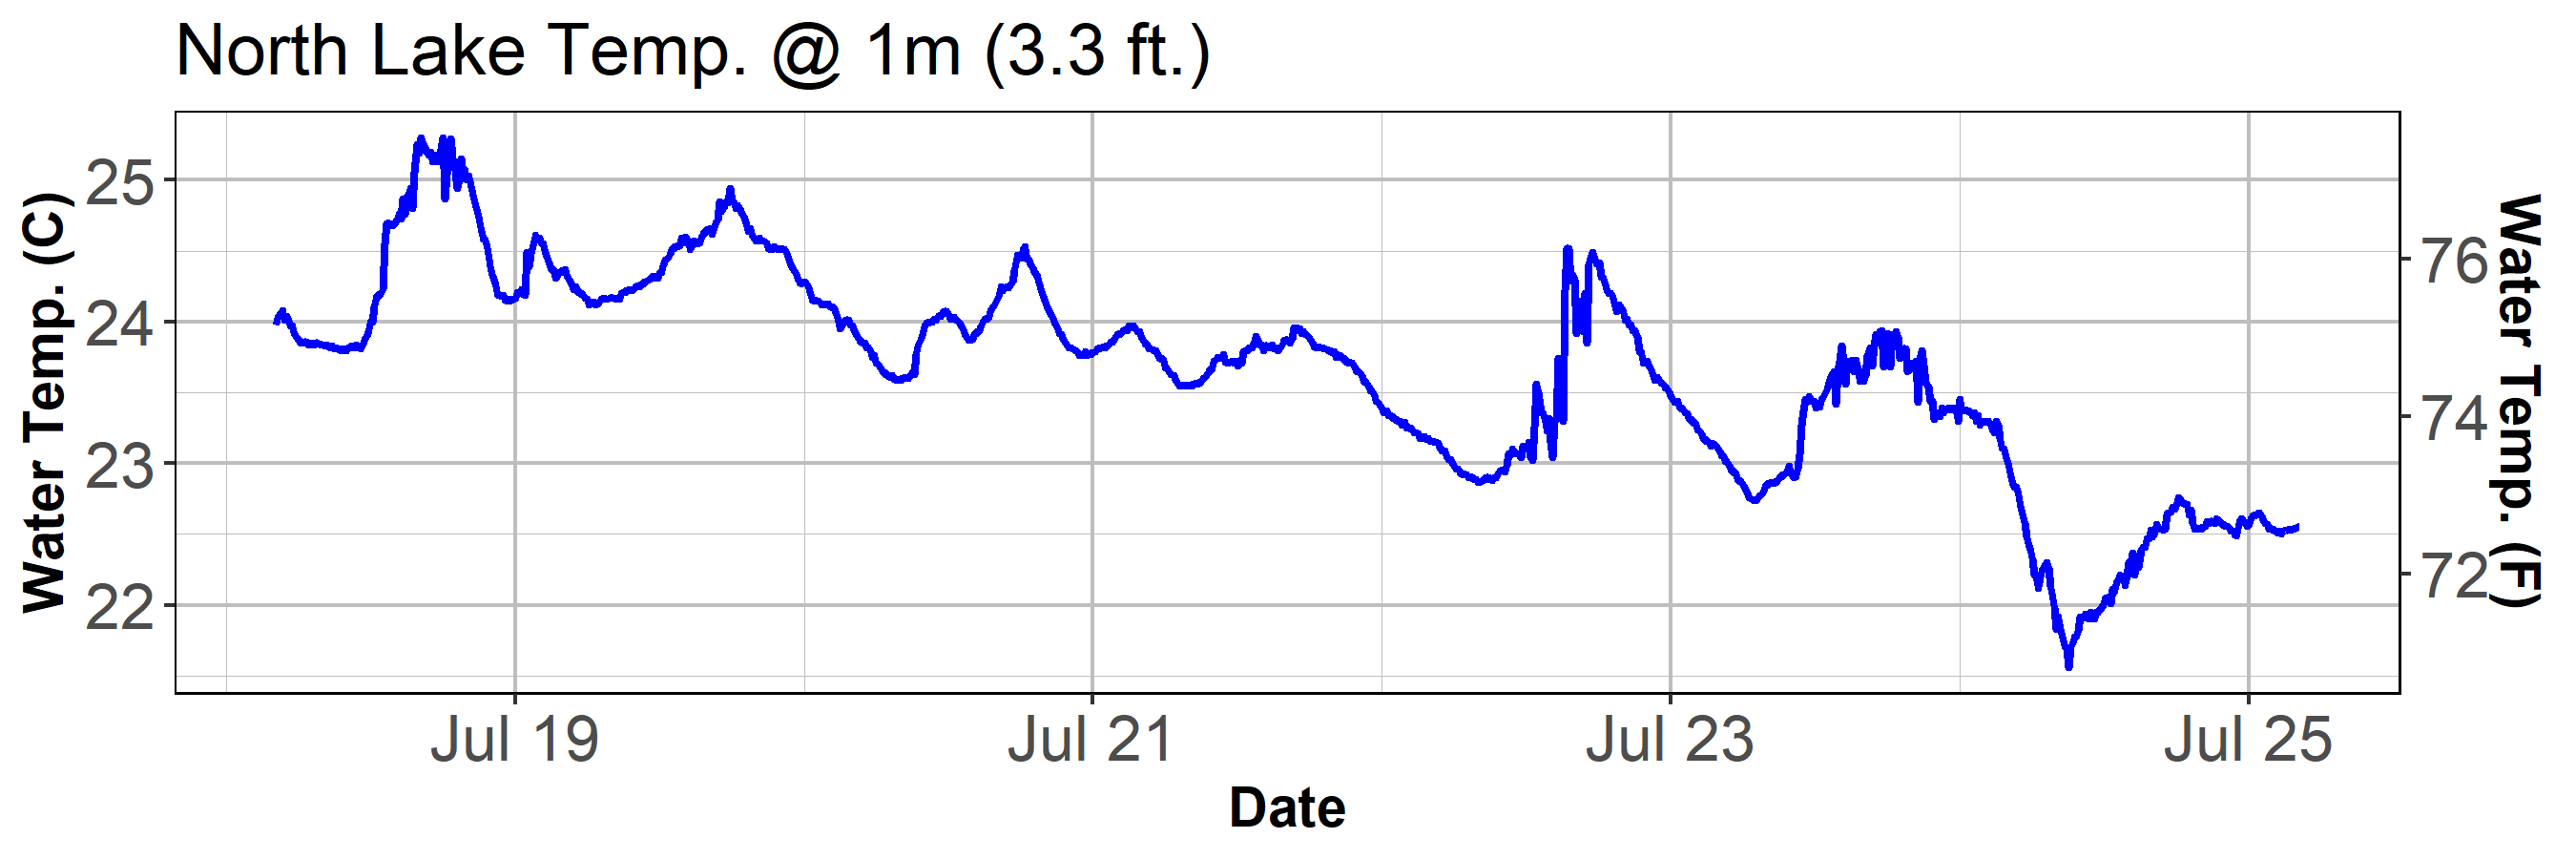 North Lake Temp. @ 1m (3.3 ft.)
Water Temp. (C)
25
24
23
22
76
74
72
Water Temp. (F)
Jul 19
Jul 21
Jul 23
Jul 25
Date